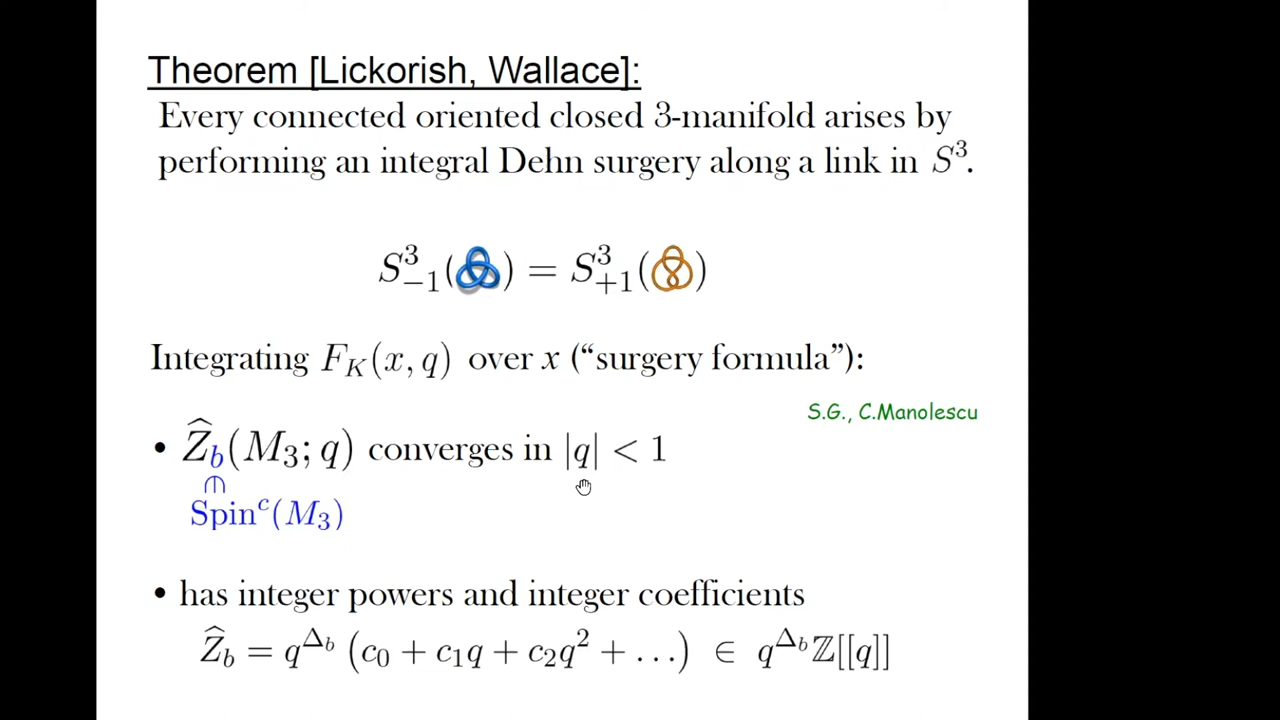 Theorem [Lickorish, Wallace]:
Every connected oriented closed 3-manifold arises by
performing an integral Dehn surgery along a link in S³.
S³₋₁( ) = S³₊₁( )
Integrating F_K(x, q) over x (“surgery formula”):
S.G., C.Manolescu
• Ẑ_b(M₃; q) converges in |q| < 1
∈
Spinᶜ(M₃)
• has integer powers and integer coefficients
Ẑ_b = q^{Δ_b} (c₀ + c₁q + c₂q² + …) ∈ q^{Δ_b}ℤ[[q]]